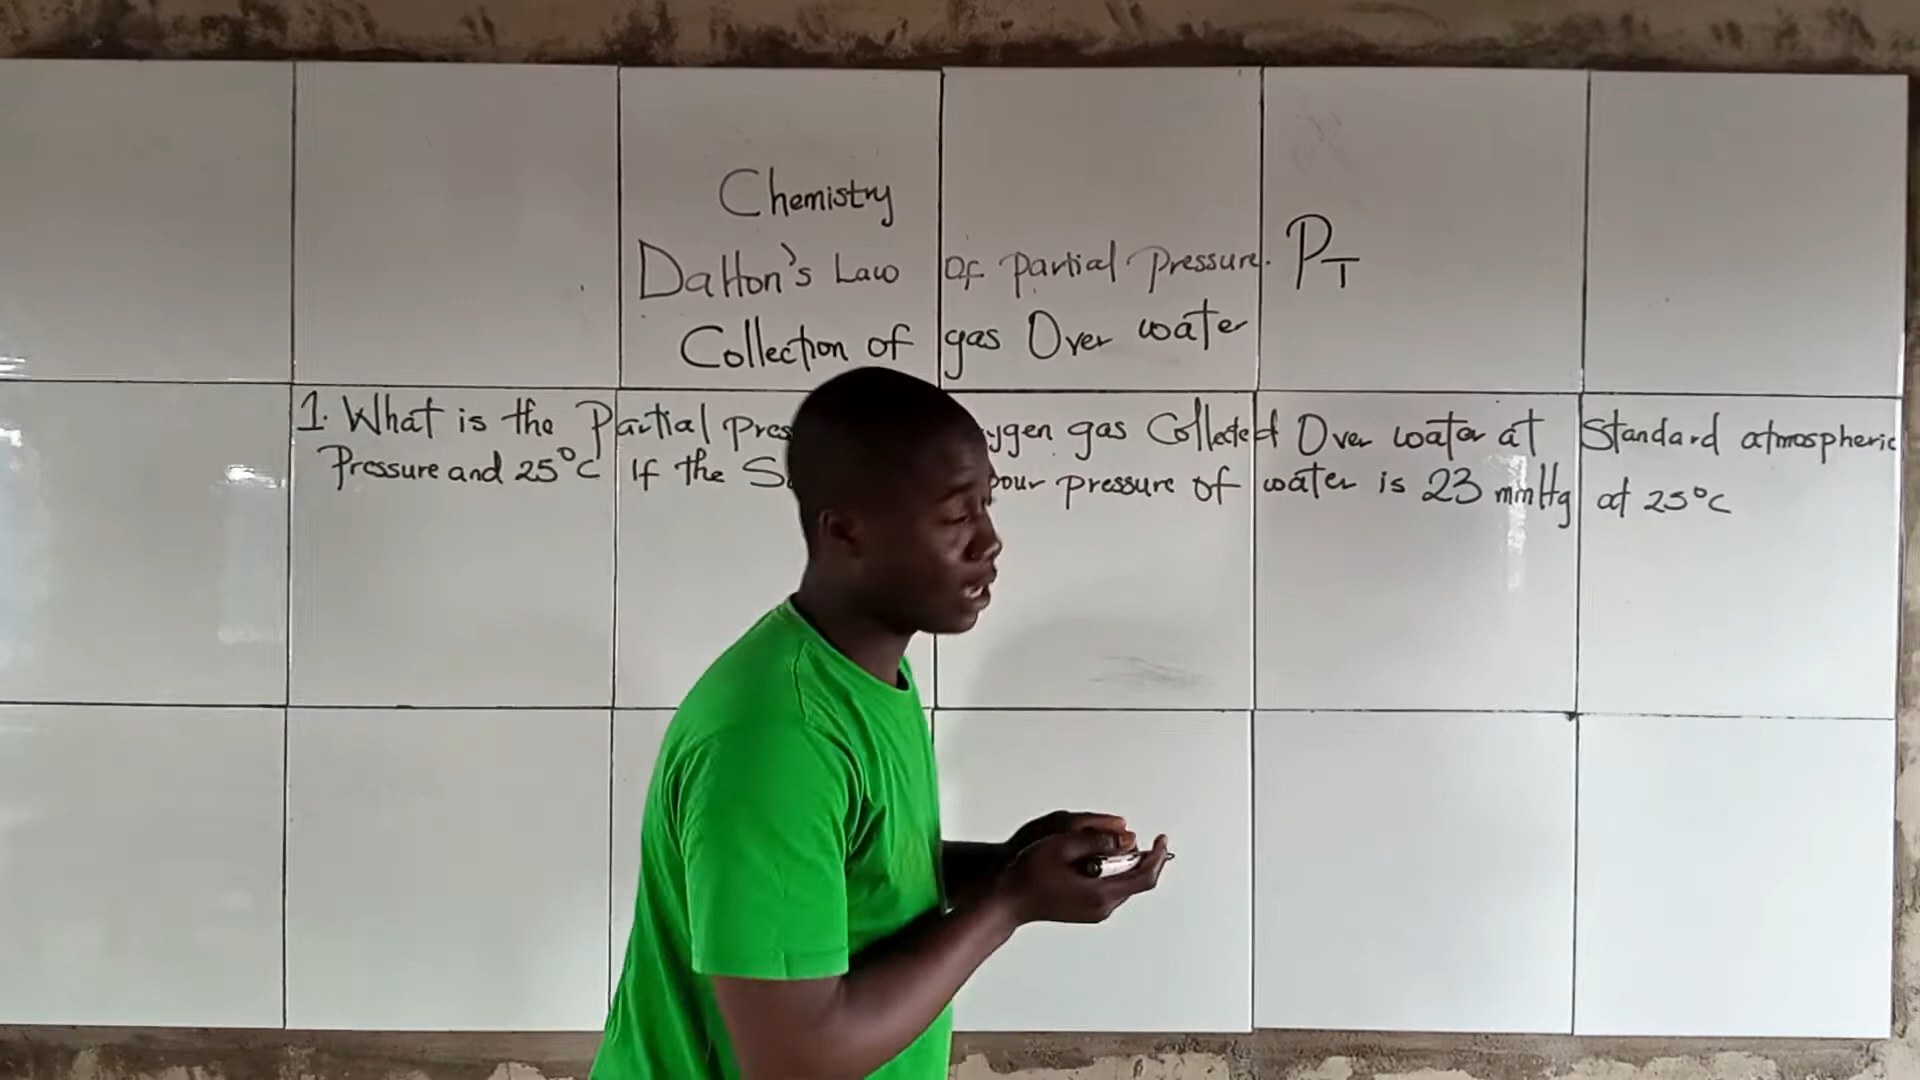 Chemistry
Dalton's Law of partial pressure. PT
Collection of gas Over water
1. What is the Partial pres ygen gas Collected Over water at Standard atmospheric
Pressure and 25°C If the S pour pressure of water is 23 mmHg at 25°C